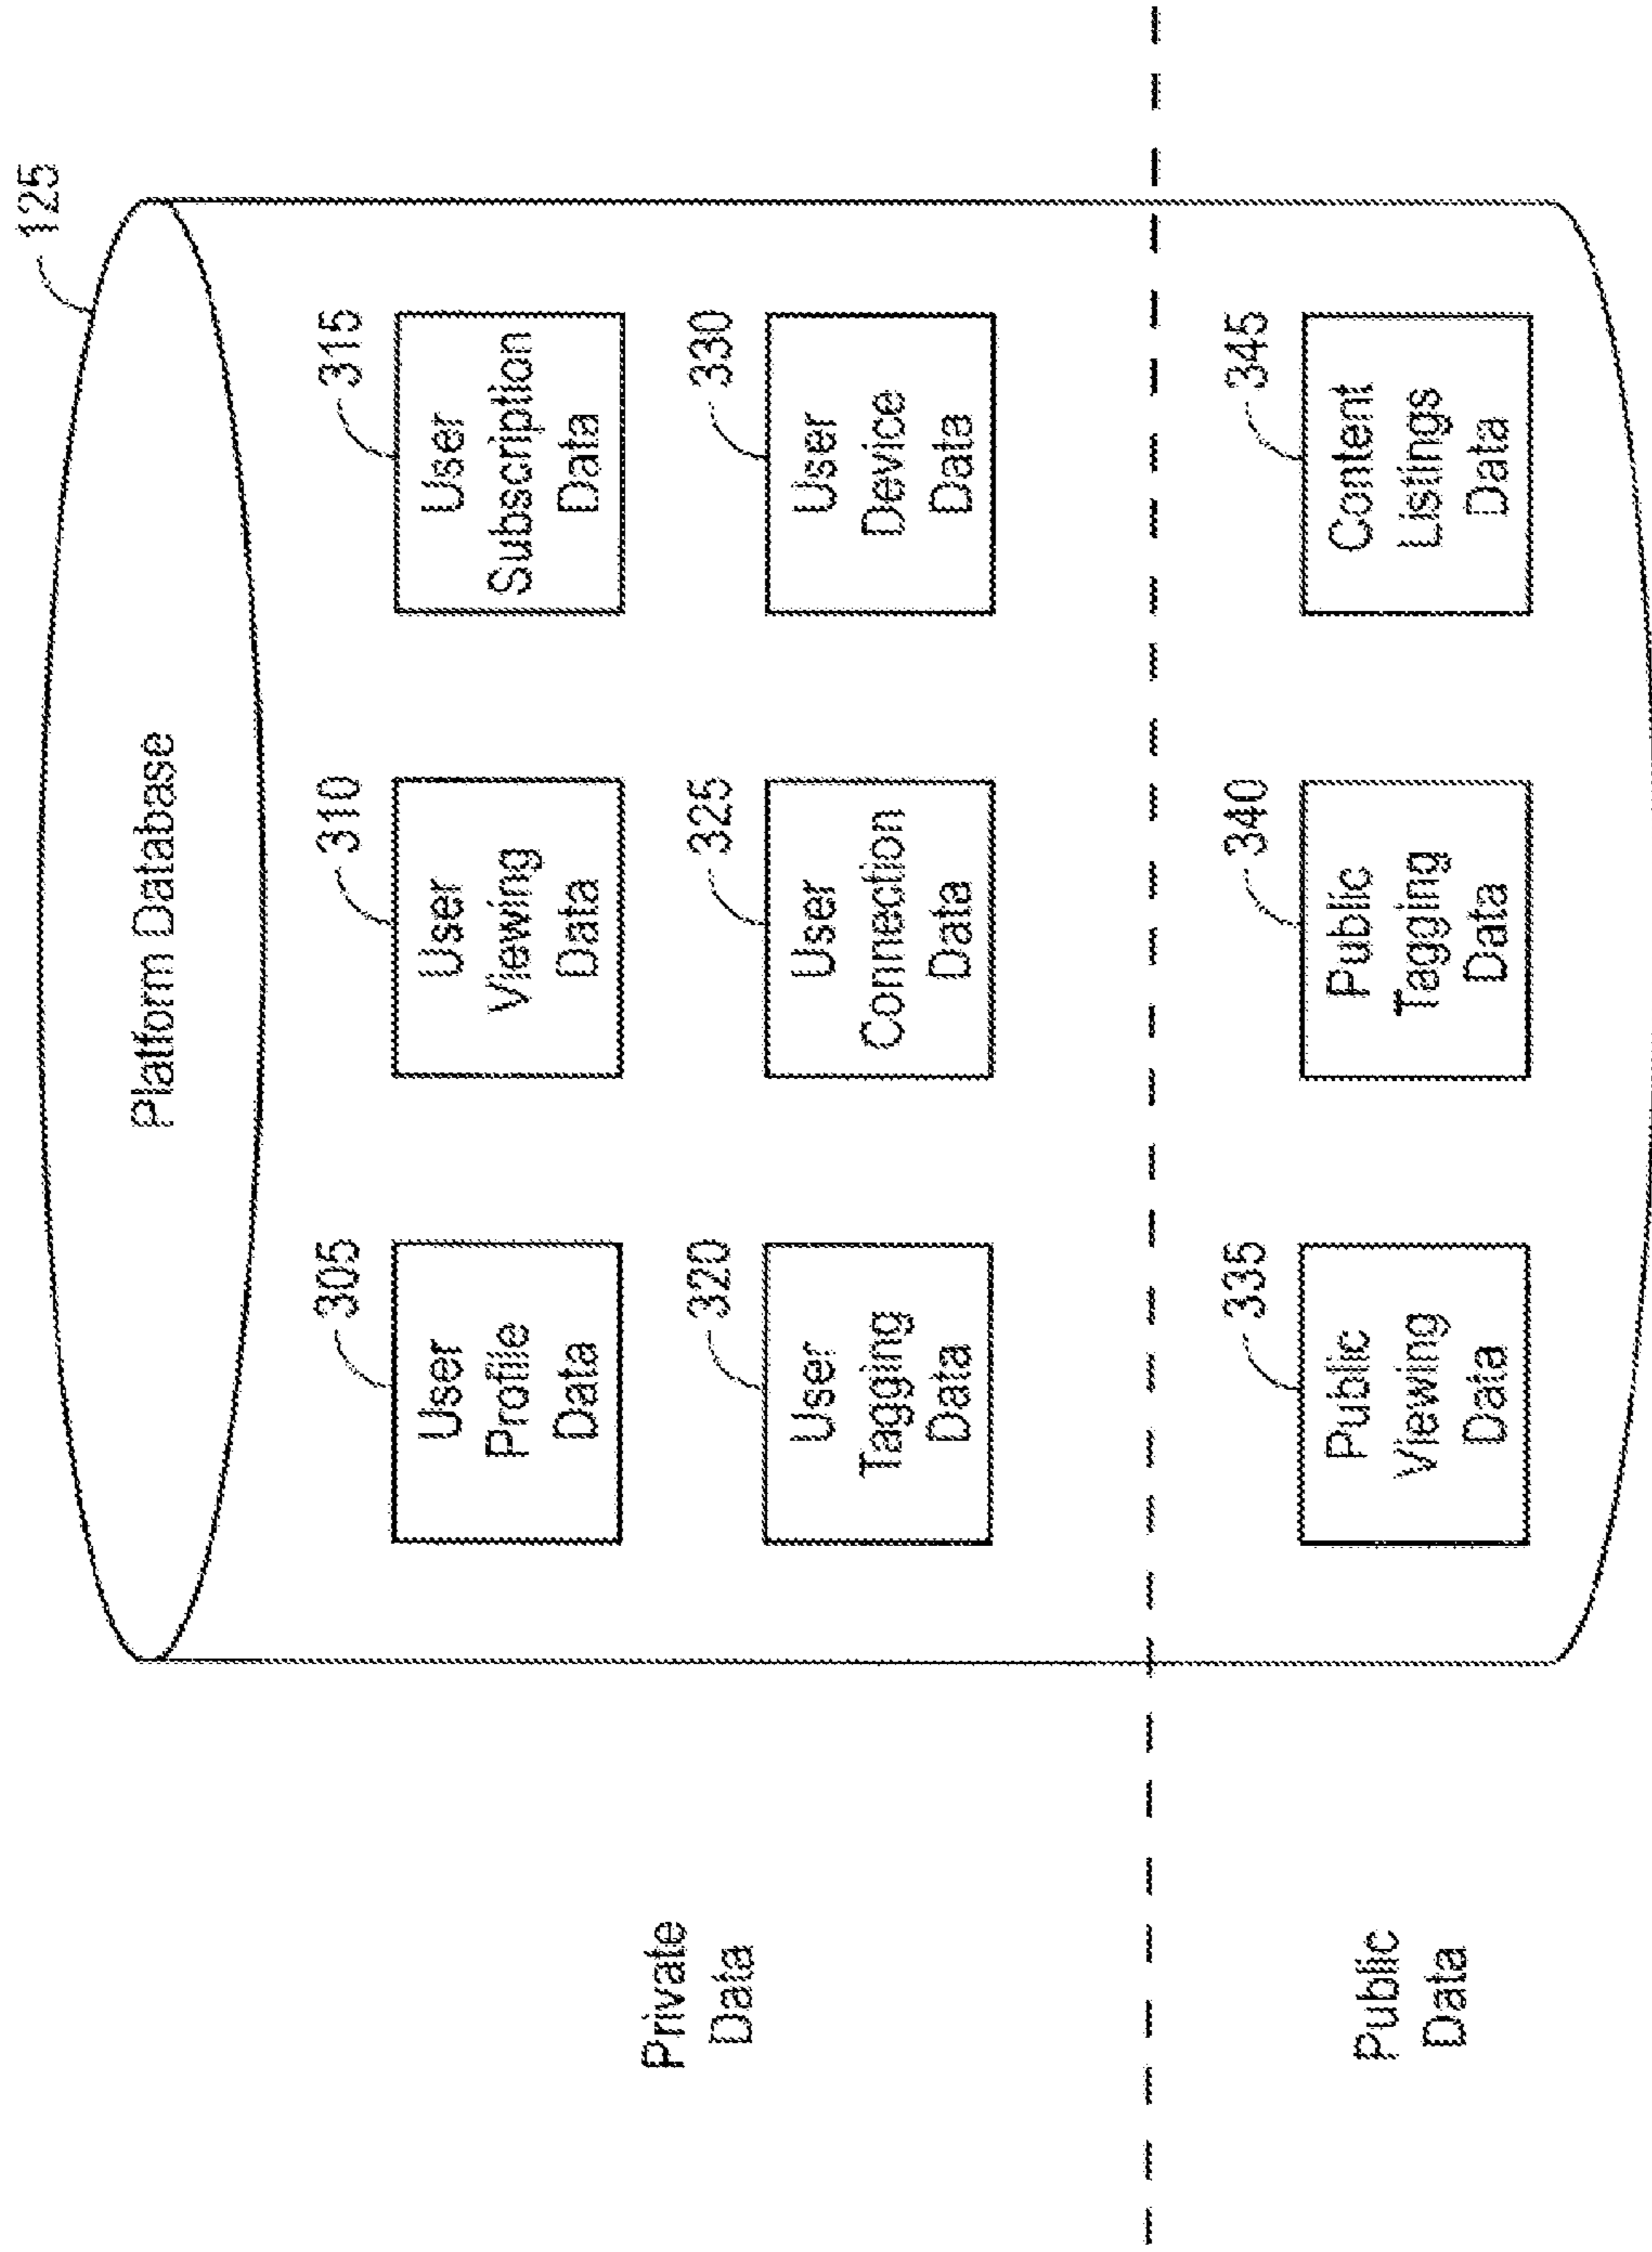 125
Platform Database
305
User
Profile
Data
310
User
Viewing
Data
315
User
Subscription
Data
320
User
Tagging
Data
325
User
Connection
Data
330
User
Device
Data
Private
Data
335
Public
Viewing
Data
340
Public
Tagging
Data
345
Content
Listings
Data
Public
Data